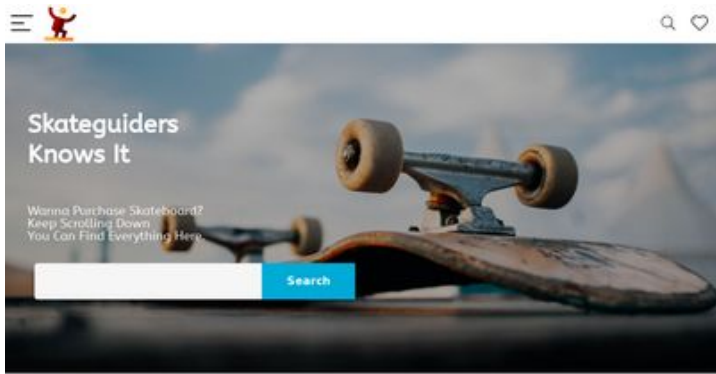 Skateguiders
Knows It
Wanna Purchase Skateboard?
Keep Scrolling Down
You Can Find Everything Here
Search